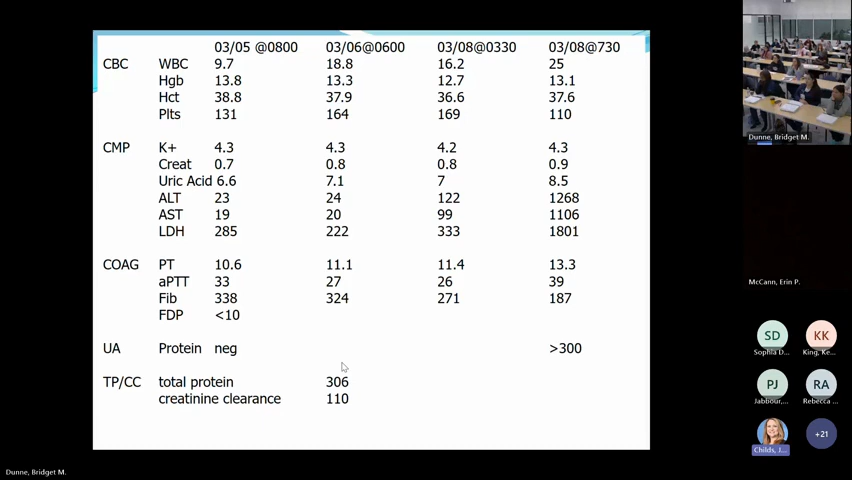 03/05 @0800 03/06@0600 03/08@0330 03/08@730
CBC WBC 9.7 18.8 16.2 25
Hgb 13.8 13.3 12.7 13.1
Hct 38.8 37.9 36.6 37.6
Plts 131 164 169 110
CMP K+ 4.3 4.3 4.2 4.3
Creat 0.7 0.8 0.8 0.9
Uric Acid 6.6 7.1 7 8.5
ALT 23 24 122 1268
AST 19 20 99 1106
LDH 285 222 333 1801
COAG PT 10.6 11.1 11.4 13.3
aPTT 33 27 26 39
Fib 338 324 271 187
FDP <10
UA Protein neg >300
TP/CC total protein 306
creatinine clearance 110
Dunne, Bridget M.
McCann, Erin P.
SD KK
Sophia D... King, Ke...
PJ RA
Jabbour,... Rebecca ...
+21
Childs, J...
Dunne, Bridget M.